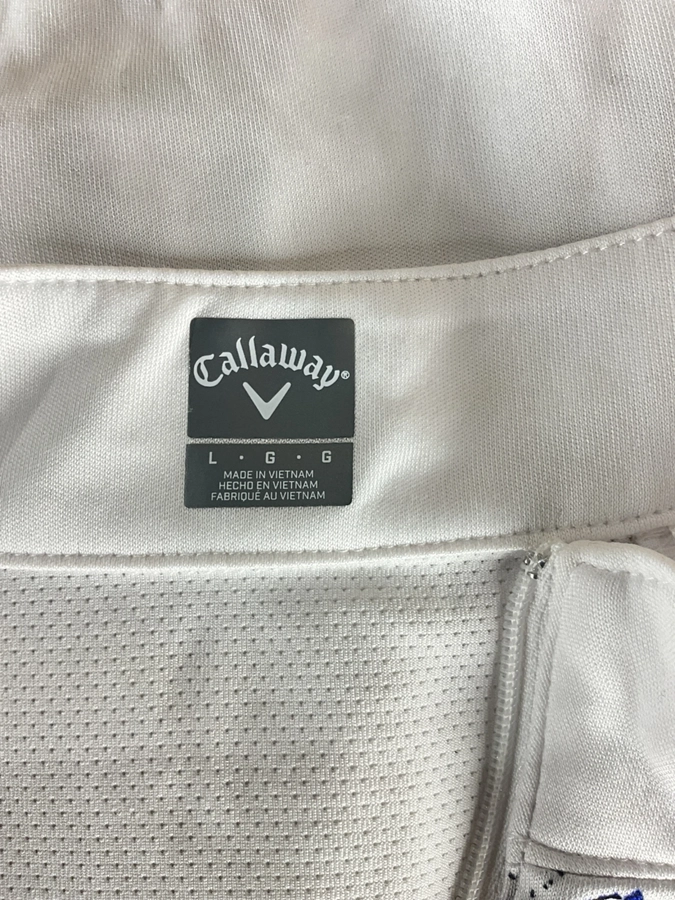 Callaway®
L · G · G
MADE IN VIETNAM
HECHO EN VIETNAM
FABRIQUÉ AU VIETNAM